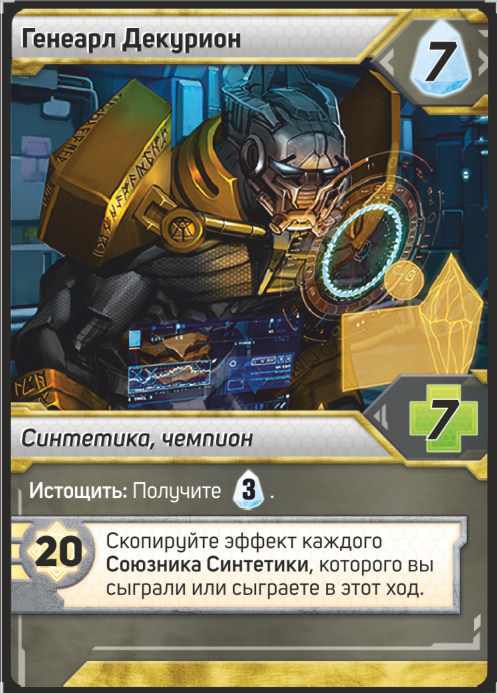 Генеарл Декурион
7
7
Синтетика, чемпион
Истощить: Получите 3 .
20
Скопируйте эффект каждого
Союзника Синтетики, которого вы
сыграли или сыграете в этот ход.